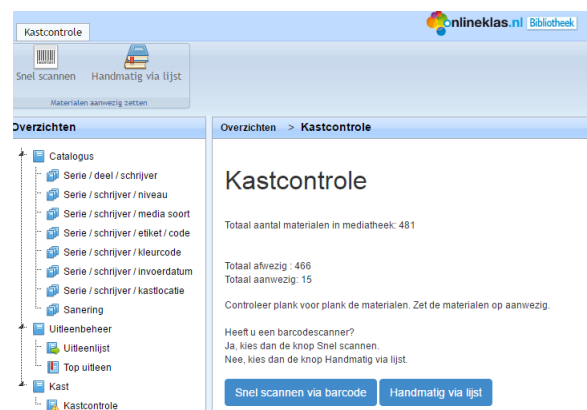 Kastcontrole
nlineklas.nl Bibliotheek
Snel scannen Handmatig via lijst
Materialen aanwezig zetten
Overzichten
Overzichten > Kastcontrole
Catalogus
Serie / deel / schrijver
Serie / schrijver / niveau
Serie / schrijver / media soort
Serie / schrijver / etiket / code
Serie / schrijver / kleurcode
Serie / schrijver / invoerdatum
Serie / schrijver / kastlocatie
Sanering
Uitleenbeheer
Uitleenlijst
Top uitleen
Kast
Kastcontrole
Kastcontrole
Totaal aantal materialen in mediatheek: 481
Totaal afwezig : 466
Totaal aanwezig: 15
Controleer plank voor plank de materialen. Zet de materialen op aanwezig.
Heeft u een barcodescanner?
Ja, kies dan de knop Snel scannen.
Nee, kies dan de knop Handmatig via lijst.
Snel scannen via barcode Handmatig via lijst